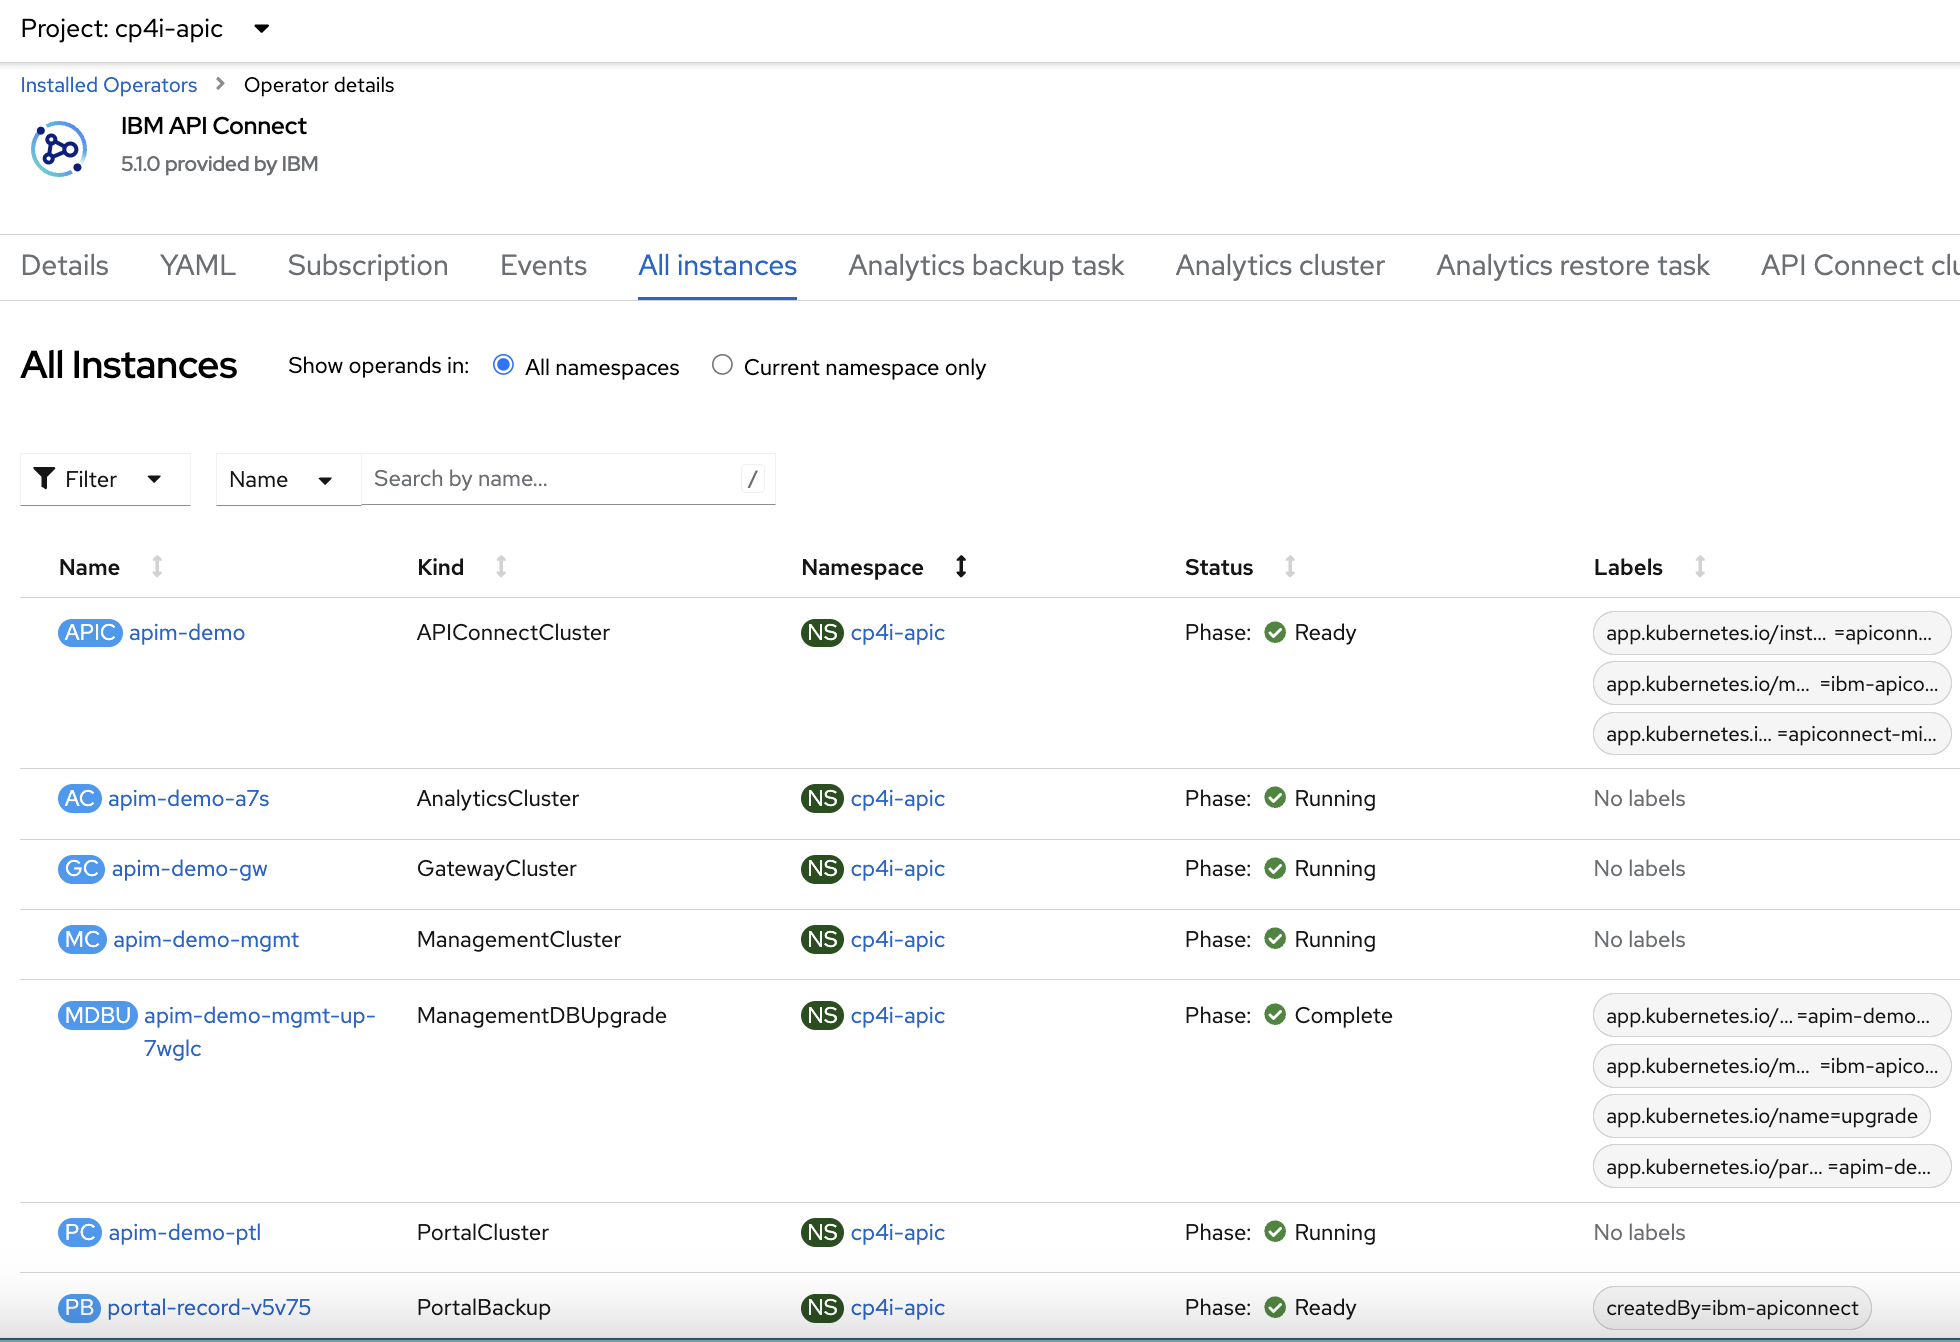 Project: cp4i-apic
Installed Operators > Operator details
IBM API Connect
5.1.0 provided by IBM
Details YAML Subscription Events All instances Analytics backup task Analytics cluster Analytics restore task API Connect clu
All Instances Show operands in: All namespaces Current namespace only
Filter Name Search by name... /
Name Kind Namespace Status Labels
APIC apim-demo APIConnectCluster NS cp4i-apic Phase: Ready app.kubernetes.io/inst... =apiconn...
app.kubernetes.io/m... =ibm-apico...
app.kubernetes.i... =apiconnect-mi...
AC apim-demo-a7s AnalyticsCluster NS cp4i-apic Phase: Running No labels
GC apim-demo-gw GatewayCluster NS cp4i-apic Phase: Running No labels
MC apim-demo-mgmt ManagementCluster NS cp4i-apic Phase: Running No labels
MDBU apim-demo-mgmt-up- ManagementDBUpgrade NS cp4i-apic Phase: Complete app.kubernetes.io/... =apim-demo...
7wglc
app.kubernetes.io/m... =ibm-apico...
app.kubernetes.io/name=upgrade
app.kubernetes.io/par... =apim-de...
PC apim-demo-ptl PortalCluster NS cp4i-apic Phase: Running No labels
PB portal-record-v5v75 PortalBackup NS cp4i-apic Phase: Ready createdBy=ibm-apiconnect